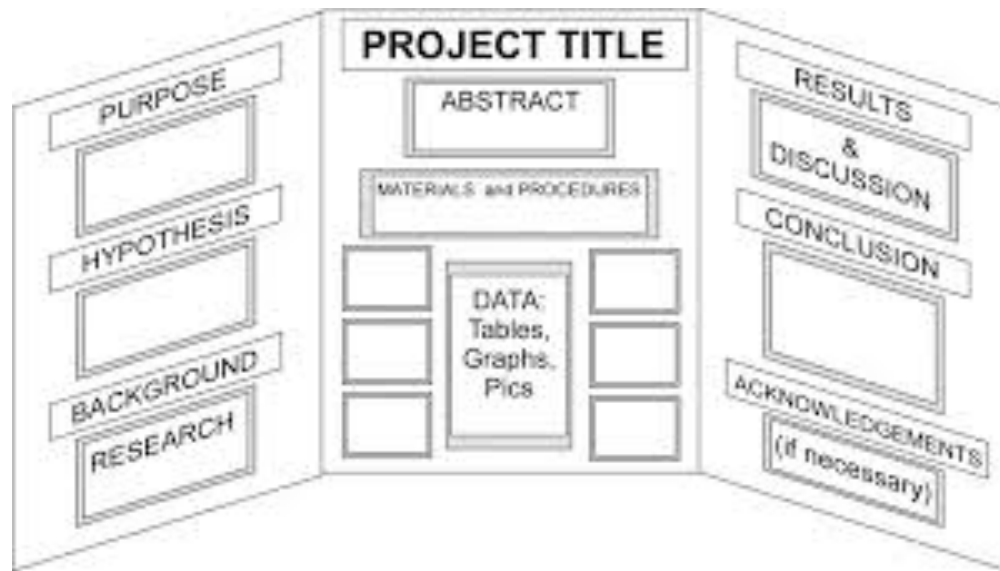 PURPOSE
HYPOTHESIS
BACKGROUND
RESEARCH
PROJECT TITLE
ABSTRACT
MATERIALS and PROCEDURES
DATA:
Tables,
Graphs,
Pics
RESULTS
&
DISCUSSION
CONCLUSION
ACKNOWLEDGEMENTS
(if necessary)